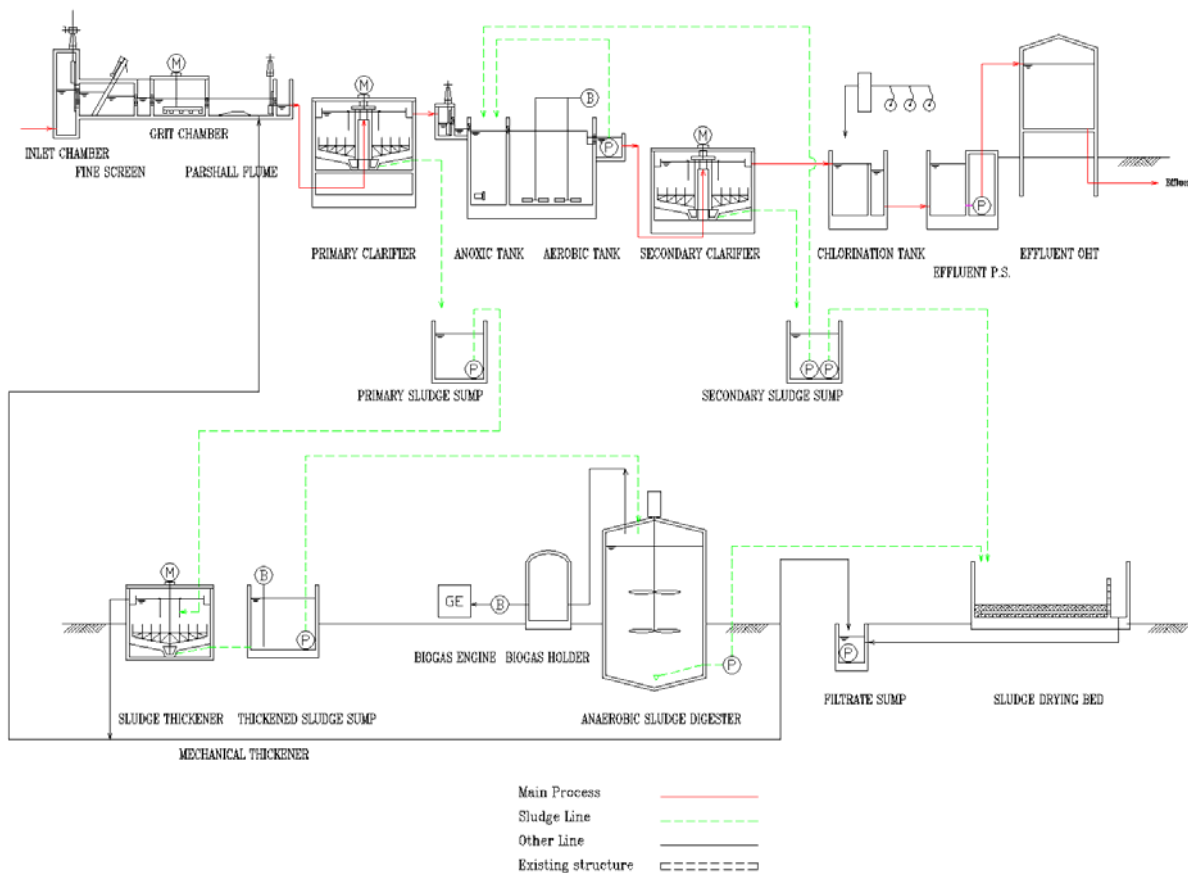 M
M
B
P
M
P
INLET CHAMBER
GRIT CHAMBER
FINE SCREEN
PARSHALL FLUME
PRIMARY CLARIFIER
ANOXIC TANK
AEROBIC TANK
SECONDARY CLARIFIER
CHLORINATION TANK
EFFLUENT P.S.
EFFLUENT OHT
P
P P
PRIMARY SLUDGE SUMP
SECONDARY SLUDGE SUMP
M
B
P
GE
B
P
P
SLUDGE THICKENER
THICKENED SLUDGE SUMP
BIOGAS ENGINE
BIOGAS HOLDER
ANAEROBIC SLUDGE DIGESTER
FILTRATE SUMP
SLUDGE DRYING BED
MECHANICAL THICKENER
Main Process
Sludge Line
Other Line
Existing structure